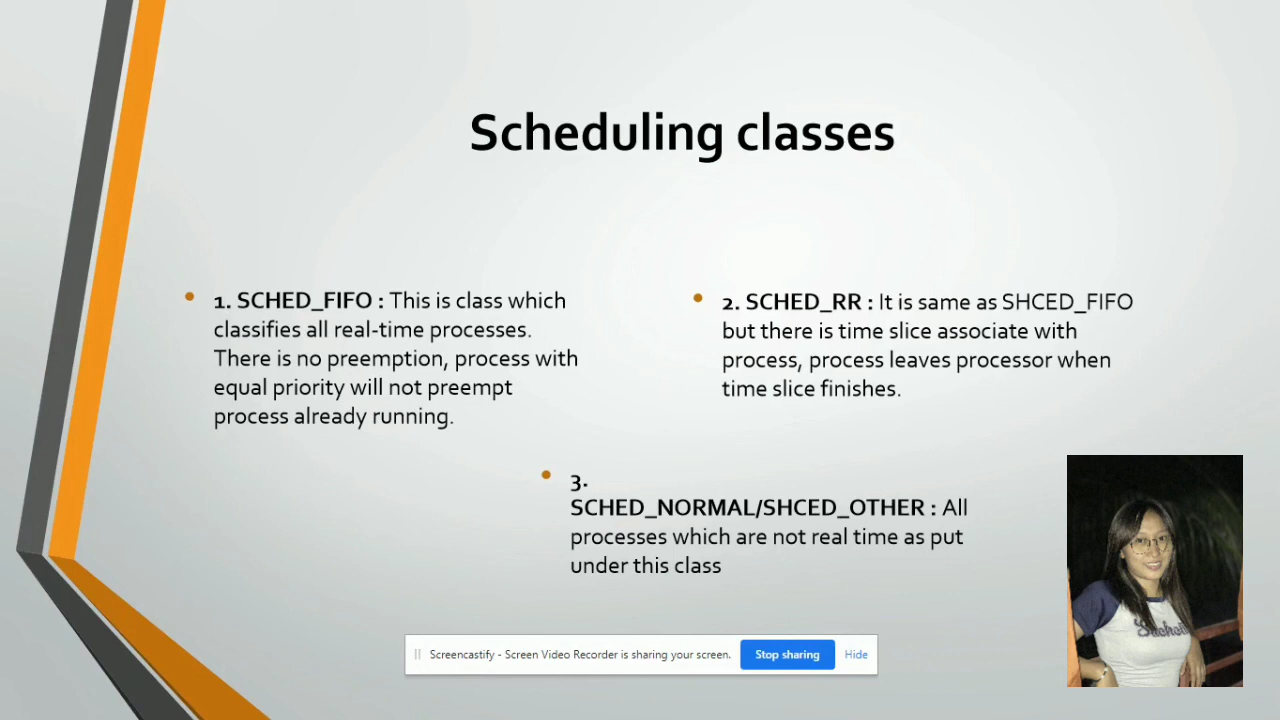 Scheduling classes
1. SCHED_FIFO : This is class which
classifies all real-time processes.
There is no preemption, process with
equal priority will not preempt
process already running.
2. SCHED_RR : It is same as SHCED_FIFO
but there is time slice associate with
process, process leaves processor when
time slice finishes.
3.
SCHED_NORMAL/SHCED_OTHER : All
processes which are not real time as put
under this class
Screencastify - Screen Video Recorder is sharing your screen.
Stop sharing
Hide